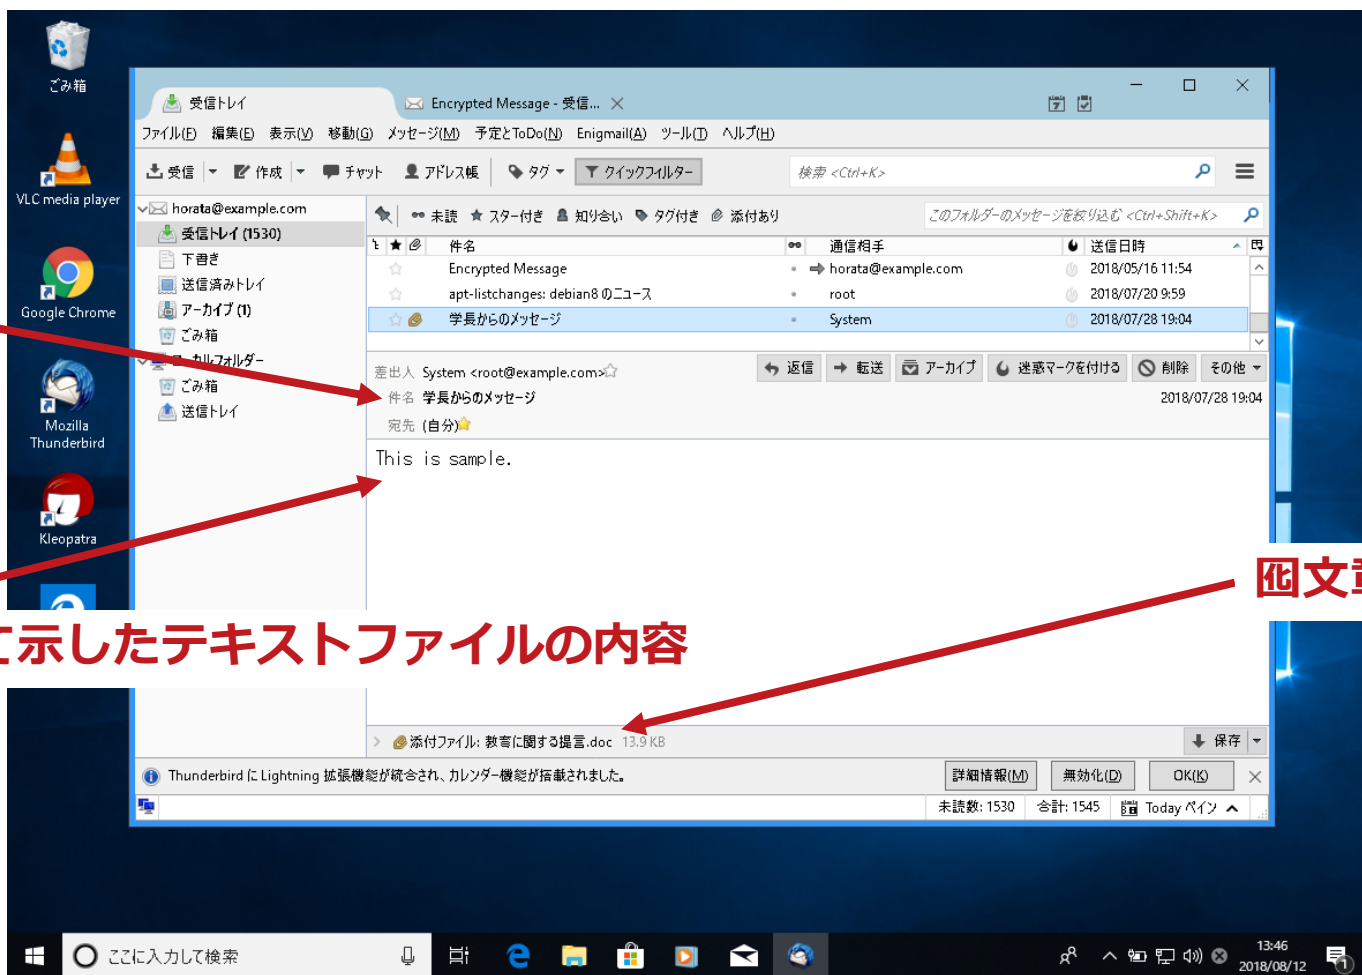 ごみ箱
VLC media player
Google Chrome
Mozilla
Thunderbird
Kleopatra
受信トレイ
Encrypted Message - 受信...
ファイル(F) 編集(E) 表示(V) 移動(G) メッセージ(M) 予定とToDo(N) Enigmail(A) ツール(T) ヘルプ(H)
受信 作成 チャット アドレス帳 タグ クイックフィルター 検索 <Ctrl+K>
horata@example.com
受信トレイ (1530)
下書き
送信済みトレイ
アーカイブ (1)
ごみ箱
ごみ箱
送信トレイ
未読 スター付き 知り合い タグ付き 添付あり このフォルダーのメッセージを絞り込む <Ctrl+Shift+K>
件名 通信相手 送信日時
Encrypted Message horata@example.com 2018/05/16 11:54
apt-listchanges: debian8 のニュース root 2018/07/20 9:59
学長からのメッセージ System 2018/07/28 19:04
差出人 System <root@example.com> 返信 転送 アーカイブ 迷惑マークを付ける 削除 その他
件名 学長からのメッセージ 2018/07/28 19:04
宛先 (自分)
This is sample.
て示したテキストファイルの内容
添付ファイル: 教育に関する提言.doc 13.9 KB 保存
Thunderbird に Lightning 拡張機能が統合され、カレンダー機能が搭載されました。 詳細情報(M) 無効化(D) OK(K)
未読数: 1530 合計: 1545 Today ペイン
ここに入力して検索
13:46
2018/08/12
1